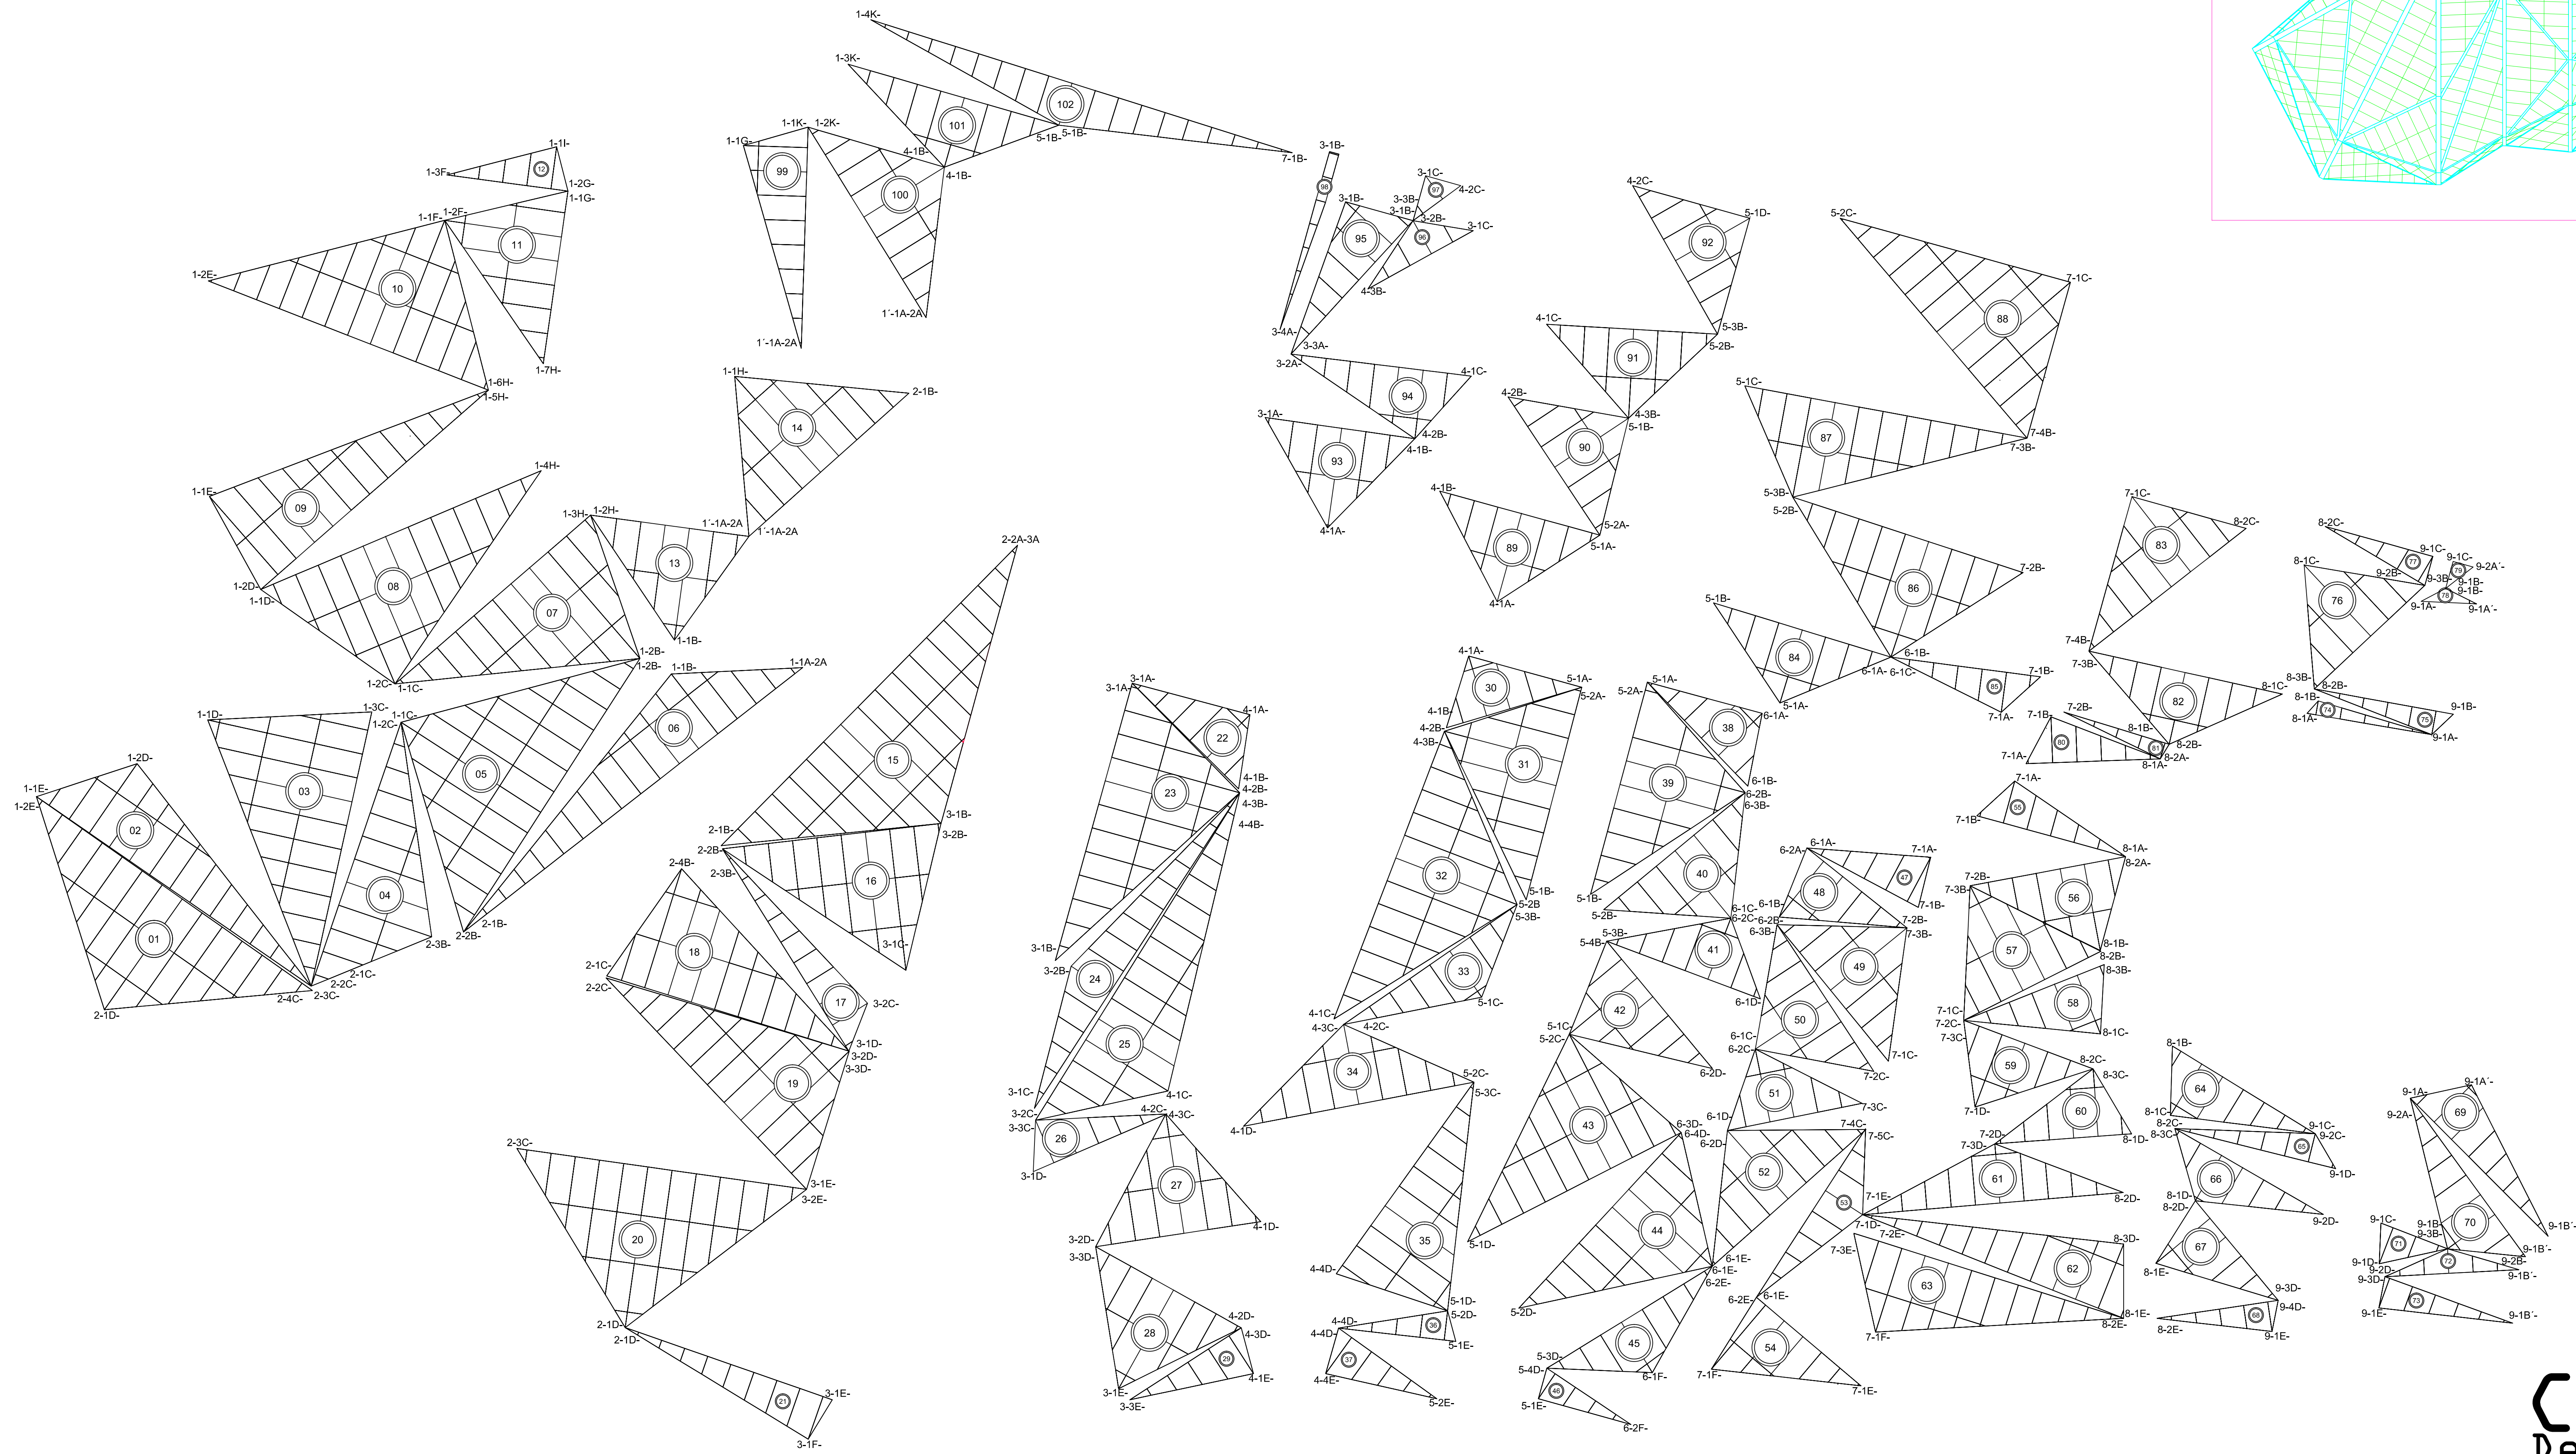 1-4K-
1-3K-
102
101
1-1K- 1-2K-
5-1B- 5-1B-
1-1G-
4-1B-
7-1B-
99
4-1B-
100
1´-1A-2A
1´-1A-2A
1-1I-
1-3F-
12
1-2G-
1-1G-
1-1F- 1-2F-
11
1-2E-
10
1-7H-
1-6H-
1-5H-
1-1H-
2-1B-
14
1-4H-
1-1E-
09
1-3H- 1-2H-
1´-1A-2A
1´-1A-2A
13
1-2D-
1-1D-
08
07
1-1B-
1-2B-
1-2B-
1-2C- 1-1C-
1-1B-
1-1A-2A
06
1-1D-
1-3C-
1-2C-
1-1C-
03
05
1-2D-
1-1E-
1-2E-
02
01
04
2-1B-
2-2B-
2-3B-
2-1C-
2-2C-
2-3C-
2-4C-
2-1D-
2-2A-3A
15
2-1B-
3-1B-
3-2B-
2-2B-
2-3B-
16
3-1C-
2-4B-
18
2-1C-
2-2C-
17
3-2C-
3-1D-
3-2D-
3-3D-
19
2-3C-
3-1E-
3-2E-
20
2-1D-
2-1D-
21
3-1E-
3-1F-
3-1B-
98
3-4A-
3-1C-
97
4-2C-
3-3B-
3-1B-
3-1B-
3-2B-
3-1C-
95
96
4-3B-
3-3A-
3-2A-
4-1C-
94
3-1A-
4-2B-
4-1B-
93
4-1A-
4-2C-
5-1D-
92
5-3B-
5-2B-
4-1C-
91
4-2B-
4-3B-
5-1B-
90
4-1B-
5-2A-
5-1A-
89
4-1A-
5-2C-
7-1C-
88
5-1C-
87
7-4B-
7-3B-
5-3B-
5-2B-
86
7-2B-
5-1B-
84
6-1B-
6-1A- 6-1C-
5-1A-
7-1B-
85
7-1A-
7-1C-
83
8-2C-
7-4B-
7-3B-
82
8-1C-
7-1B-
7-2B-
80
8-1B-
81
8-2B-
8-2A-
8-1A-
7-1A-
8-2C-
8-1C-
9-1C-
77
9-2B-
9-3B-
9-1C-
79
9-2A´-
9-1B-
9-1B-
78
9-1A-
9-1A´-
76
8-3B-
8-2B-
8-1B-
8-1A-
74
75
9-1B-
9-1A-
3-1A-
3-1A-
22
4-1A-
23
4-1B-
4-2B-
4-3B-
4-4B-
3-1B-
3-2B-
24
25
3-1C-
3-2C-
3-3C-
4-1C-
26
4-2C-
4-3C-
3-1D-
27
4-1D-
3-2D-
3-3D-
28
4-2D-
4-3D-
29
3-1E-
3-3E-
4-1E-
4-1A-
30
5-1A-
5-2A-
4-1B-
4-2B-
4-3B-
31
32
5-1B-
5-2B
5-3B-
33
5-1C-
4-1C-
4-3C-
4-2C-
34
4-1D-
5-2C-
5-3C-
35
4-4D-
5-1D-
5-2D-
4-4D-
4-4D-
36
5-1E-
37
4-4E-
5-2E-
5-1A-
5-2A-
38
6-1A-
39
6-1B-
6-2B-
6-3B-
5-1B-
5-2B-
40
6-1C-
6-2C-
5-3B-
5-4B-
41
6-1D-
42
5-1C-
5-2C-
6-2D-
43
6-3D-
6-4D-
5-1D-
44
5-2D-
6-1E-
6-1E-
6-2E-
45
5-3D-
5-4D-
6-1F-
46
5-1E-
6-2F-
6-1A-
6-2A-
7-1A-
47
48
7-1B-
6-1B-
6-2B-
6-3B-
7-2B-
7-3B-
49
50
6-1C-
6-2C-
7-1C-
7-2C-
51
7-3C-
6-1D-
6-2D-
7-4C-
7-5C-
52
53
7-1E-
7-1D-
7-2E-
6-2E-
6-1E-
54
7-1F-
7-1E-
7-1A-
55
7-1B-
8-1A-
8-2A-
7-2B-
7-3B-
56
57
8-1B-
8-2B-
8-3B-
58
7-1C-
7-2C-
7-3C-
8-1C-
59
8-2C-
8-3C-
7-1D-
60
7-2D-
7-3D-
8-1D-
61
8-2D-
7-3E-
62
8-3D-
63
8-1E-
8-2E-
7-1F-
8-1B-
64
8-1C-
8-2C-
8-3C-
9-1C-
9-2C-
65
9-1D-
66
8-1D-
8-2D-
9-2D-
67
8-1E-
9-3D-
9-4D-
68
8-2E-
9-1E-
9-1A-
9-1A´-
9-2A-
69
70
9-1B´-
9-1B´-
9-1C-
9-1B-
9-3B-
71
9-2B-
9-1D-
9-2D-
72
9-1B´-
9-3D-
73
9-1E-
9-1B´-